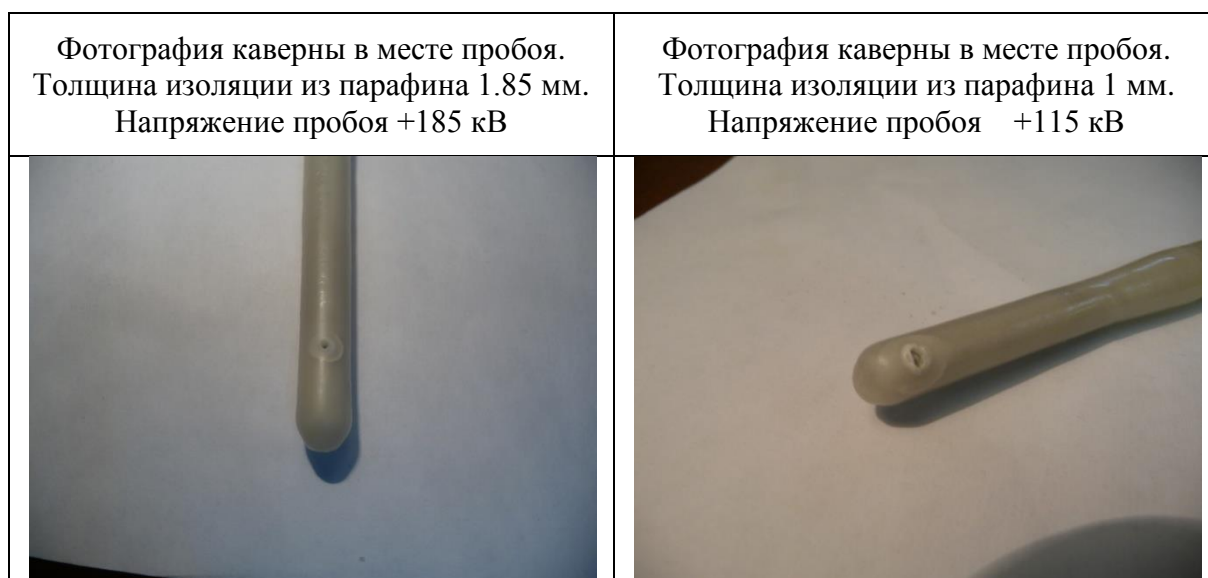 Фотография каверны в месте пробоя.
Толщина изоляции из парафина 1.85 мм.
Напряжение пробоя +185 кВ
Фотография каверны в месте пробоя.
Толщина изоляции из парафина 1 мм.
Напряжение пробоя +115 кВ